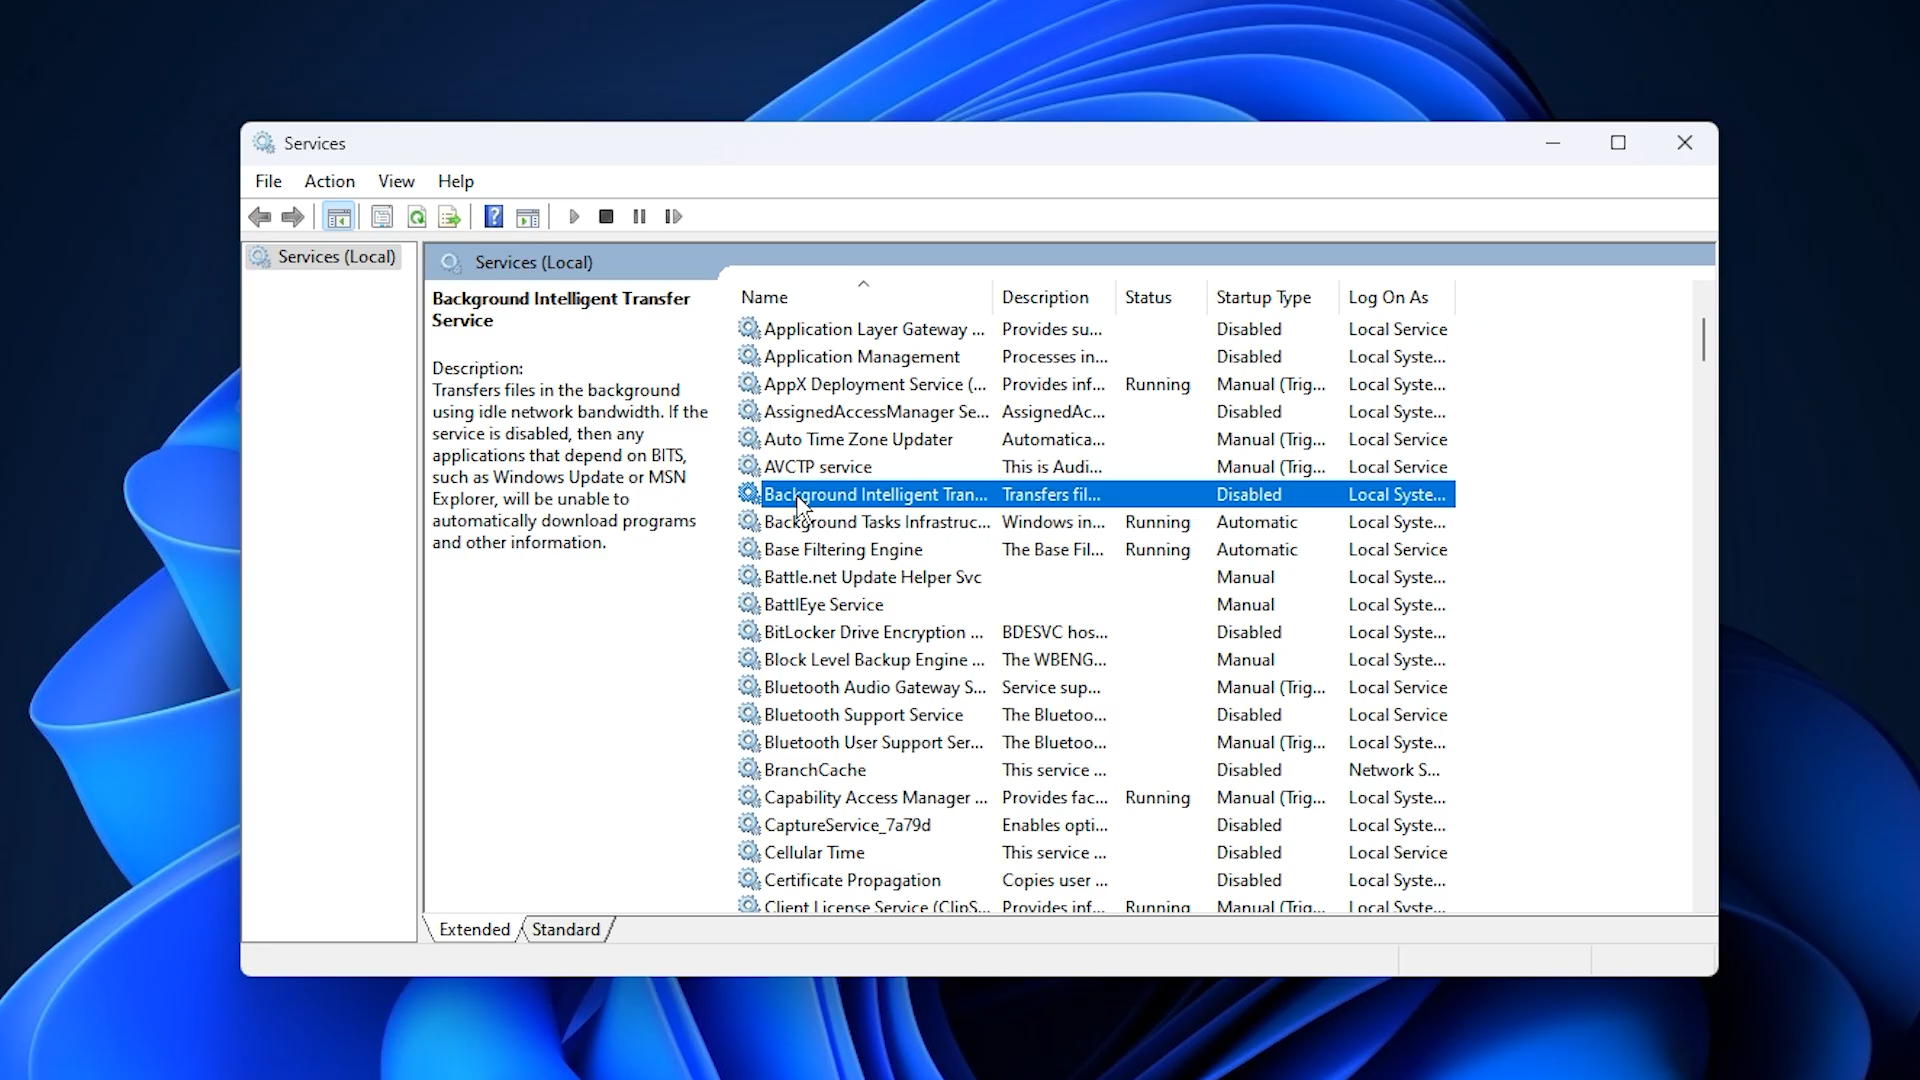 Services
File Action View Help
Services (Local)
Services (Local)
Background Intelligent Transfer
Service
Description:
Transfers files in the background
using idle network bandwidth. If the
service is disabled, then any
applications that depend on BITS,
such as Windows Update or MSN
Explorer, will be unable to
automatically download programs
and other information.
Name Description Status Startup Type Log On As
Application Layer Gateway ... Provides su... Disabled Local Service
Application Management Processes in... Disabled Local Syste...
AppX Deployment Service (... Provides inf... Running Manual (Trig... Local Syste...
AssignedAccessManager Se... AssignedAc... Disabled Local Syste...
Auto Time Zone Updater Automatica... Manual (Trig... Local Service
AVCTP service This is Audi... Manual (Trig... Local Service
Background Intelligent Tran... Transfers fil... Disabled Local Syste...
Background Tasks Infrastruc... Windows in... Running Automatic Local Syste...
Base Filtering Engine The Base Fil... Running Automatic Local Service
Battle.net Update Helper Svc Manual Local Syste...
BattlEye Service Manual Local Syste...
BitLocker Drive Encryption ... BDESVC hos... Disabled Local Syste...
Block Level Backup Engine ... The WBENG... Manual Local Syste...
Bluetooth Audio Gateway S... Service sup... Manual (Trig... Local Service
Bluetooth Support Service The Bluetoo... Disabled Local Service
Bluetooth User Support Ser... The Bluetoo... Manual (Trig... Local Syste...
BranchCache This service ... Disabled Network S...
Capability Access Manager ... Provides fac... Running Manual (Trig... Local Syste...
CaptureService_7a79d Enables opti... Disabled Local Syste...
Cellular Time This service ... Disabled Local Service
Certificate Propagation Copies user ... Disabled Local Syste...
Client License Service (ClipS... Provides inf... Running Manual (Trig... Local Syste...
Extended Standard